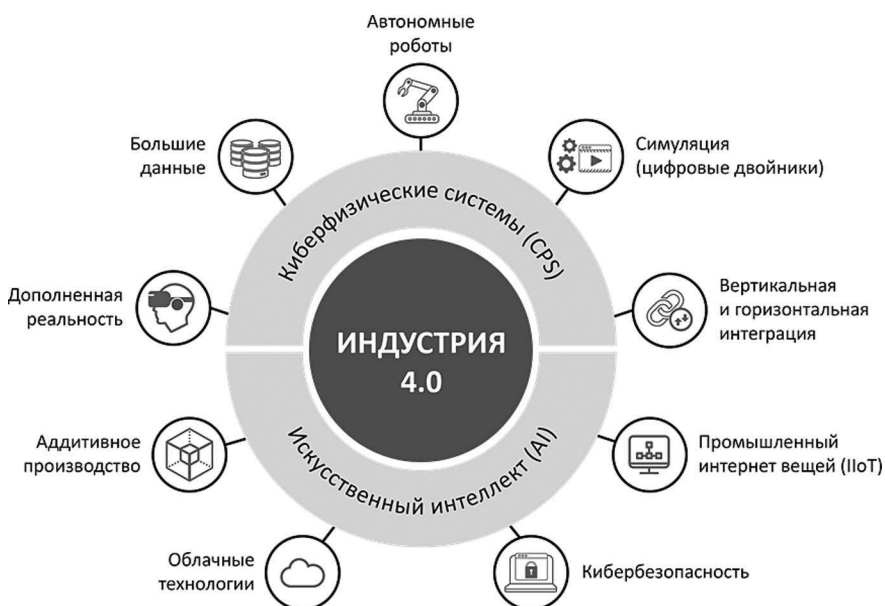 Автономные
роботы
Большие
данные
Симуляция
(цифровые двойники)
Киберфизические системы (CPS)
Дополненная
реальность
Вертикальная
и горизонтальная
интеграция
ИНДУСТРИЯ
4.0
Аддитивное
производство
Искусственный интеллект (AI)
Промышленный
интернет вещей (IIoT)
Облачные
технологии
Кибербезопасность